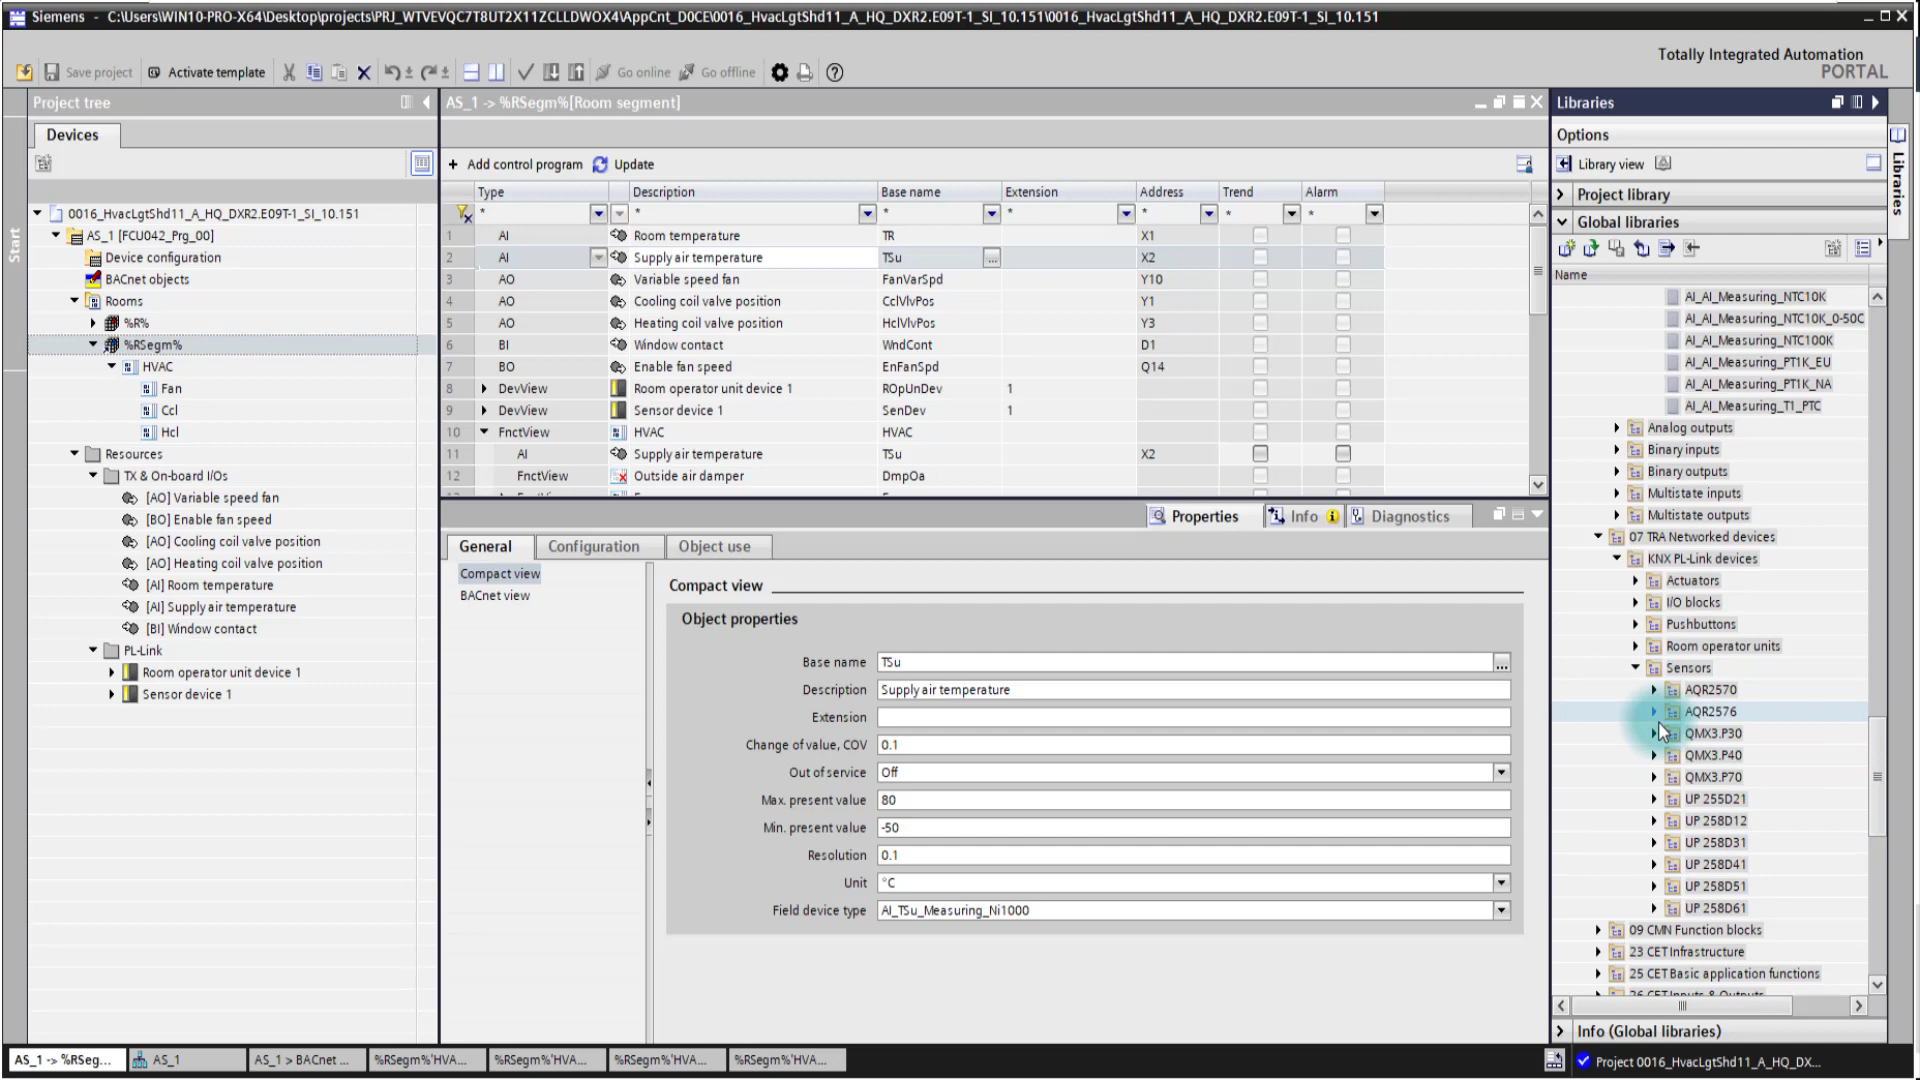 Siemens - C:\Users\WIN10-PRO-X64\Desktop\projects\PRJ_WTVEVQC7T8UT2X11ZCLLDWOX4\AppCnt_D0CE\0016_HvacLgtShd11_A_HQ_DXR2.E09T-1_SI_10.151\0016_HvacLgtShd11_A_HQ_DXR2.E09T-1_SI_10.151
Totally Integrated Automation
PORTAL
Save project Activate template Go online Go offline
Project tree
Devices
Start
0016_HvacLgtShd11_A_HQ_DXR2.E09T-1_SI_10.151
AS_1 [FCU042_Prg_00]
Device configuration
BACnet objects
Rooms
%R%
%RSegm%
HVAC
Fan
Ccl
Hcl
Resources
TX & On-board I/Os
[AO] Variable speed fan
[BO] Enable fan speed
[AO] Cooling coil valve position
[AO] Heating coil valve position
[AI] Room temperature
[AI] Supply air temperature
[BI] Window contact
PL-Link
Room operator unit device 1
Sensor device 1
AS_1 -> %RSegm%[Room segment]
+ Add control program Update
Type Description Base name Extension Address Trend Alarm
* * * * * * *
1 AI Room temperature TR X1
2 AI Supply air temperature TSu ... X2
3 AO Variable speed fan FanVarSpd Y10
4 AO Cooling coil valve position CclVlvPos Y1
5 AO Heating coil valve position HclVlvPos Y3
6 BI Window contact WndCont D1
7 BO Enable fan speed EnFanSpd Q14
8 DevView Room operator unit device 1 ROpUnDev 1
9 DevView Sensor device 1 SenDev 1
10 FnctView HVAC HVAC
11 AI Supply air temperature TSu X2
12 FnctView Outside air damper DmpOa
Properties Info Diagnostics
General Configuration Object use
Compact view
BACnet view
Compact view
Object properties
Base name TSu ...
Description Supply air temperature
Extension
Change of value, COV 0.1
Out of service Off
Max. present value 80
Min. present value -50
Resolution 0.1
Unit °C
Field device type AI_TSu_Measuring_Ni1000
Libraries
Options
Library view
Project library
Global libraries
Name
AI_AI_Measuring_NTC10K
AI_AI_Measuring_NTC10K_0-50C
AI_AI_Measuring_NTC100K
AI_AI_Measuring_PT1K_EU
AI_AI_Measuring_PT1K_NA
AI_AI_Measuring_T1_PTC
Analog outputs
Binary inputs
Binary outputs
Multistate inputs
Multistate outputs
07 TRA Networked devices
KNX PL-Link devices
Actuators
I/O blocks
Pushbuttons
Room operator units
Sensors
AQR2570
AQR2576
QMX3.P30
QMX3.P40
QMX3.P70
UP 255D21
UP 258D12
UP 258D31
UP 258D41
UP 258D51
UP 258D61
09 CMN Function blocks
23 CET Infrastructure
25 CET Basic application functions
26 CET Inputs & Outputs
Info (Global libraries)
Libraries
AS_1 -> %RSeg... AS_1 AS_1 > BACnet ... %RSegm%'HVA... %RSegm%'HVA... %RSegm%'HVA... %RSegm%'HVA...
Project 0016_HvacLgtShd11_A_HQ_DX...